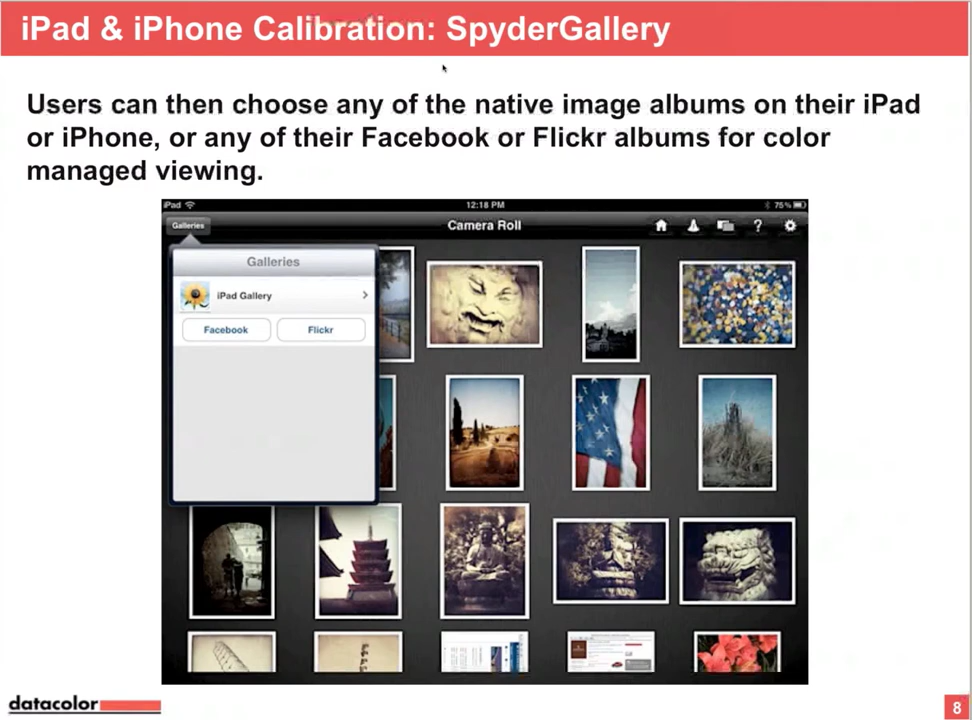 iPad & iPhone Calibration: SpyderGallery
Users can then choose any of the native image albums on their iPad
or iPhone, or any of their Facebook or Flickr albums for color
managed viewing.
iPad 12:18 PM 75%
Galleries Camera Roll ?
Galleries
iPad Gallery
Facebook Flickr
datacolor 8